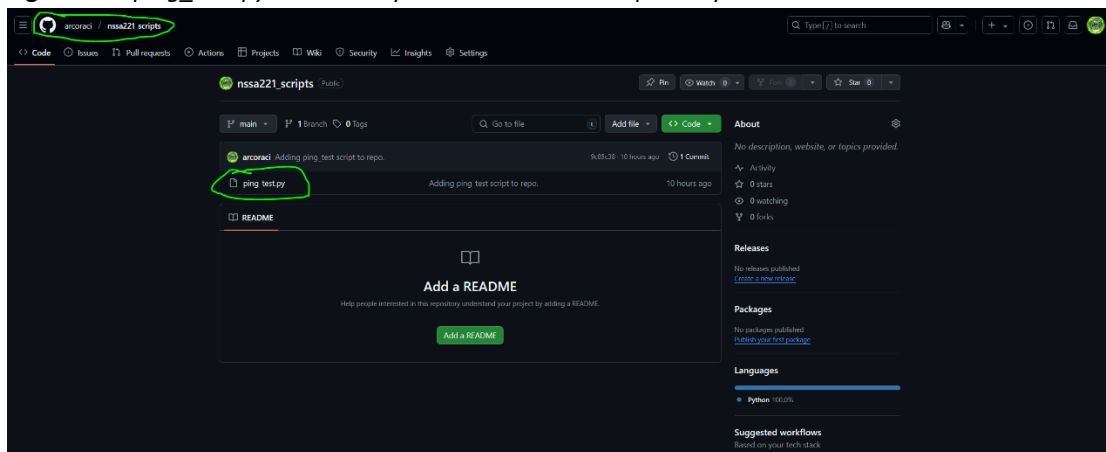 arcoraci / nssa221_scripts
Type [/] to search
Code Issues 11 Pull requests Actions Projects Wiki Security Insights Settings
nssa221_scripts Public
Pin Watch 0 Fork 0 Star 0
main 1 Branch 0 Tags
Go to file t Add file Code
About
No description, website, or topics provided.
arcoraci Adding ping_test script to repo.
10 hours ago 1 Commit
ping_test.py Adding ping test script to repo. 10 hours ago
Activity
0 stars
0 watching
0 forks
README
Add a README
Help people interested in this repository understand your project by adding a README.
Add a README
Releases
No releases published
Create a new release
Packages
No packages published
Publish your first package
Languages
Python 100.0%
Suggested workflows
Based on your tech stack